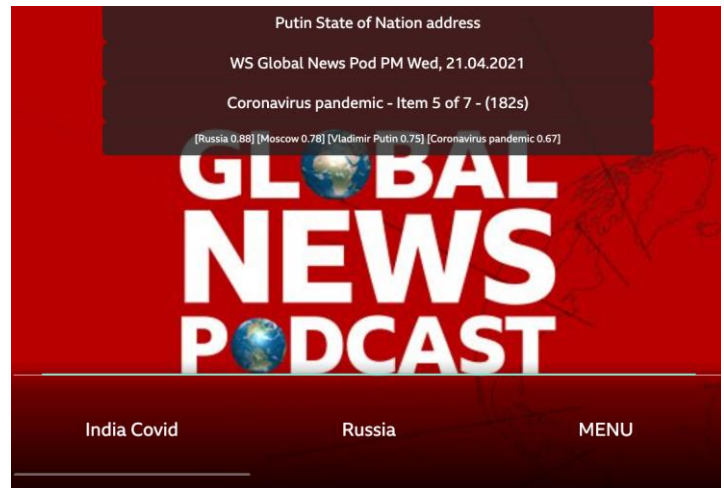 Putin State of Nation address
WS Global News Pod PM Wed, 21.04.2021
Coronavirus pandemic - Item 5 of 7 - (182s)
[Russia 0.88] [Moscow 0.78] [Vladimir Putin 0.75] [Coronavirus pandemic 0.67]
GLOBAL
NEWS
PODCAST
India Covid Russia MENU